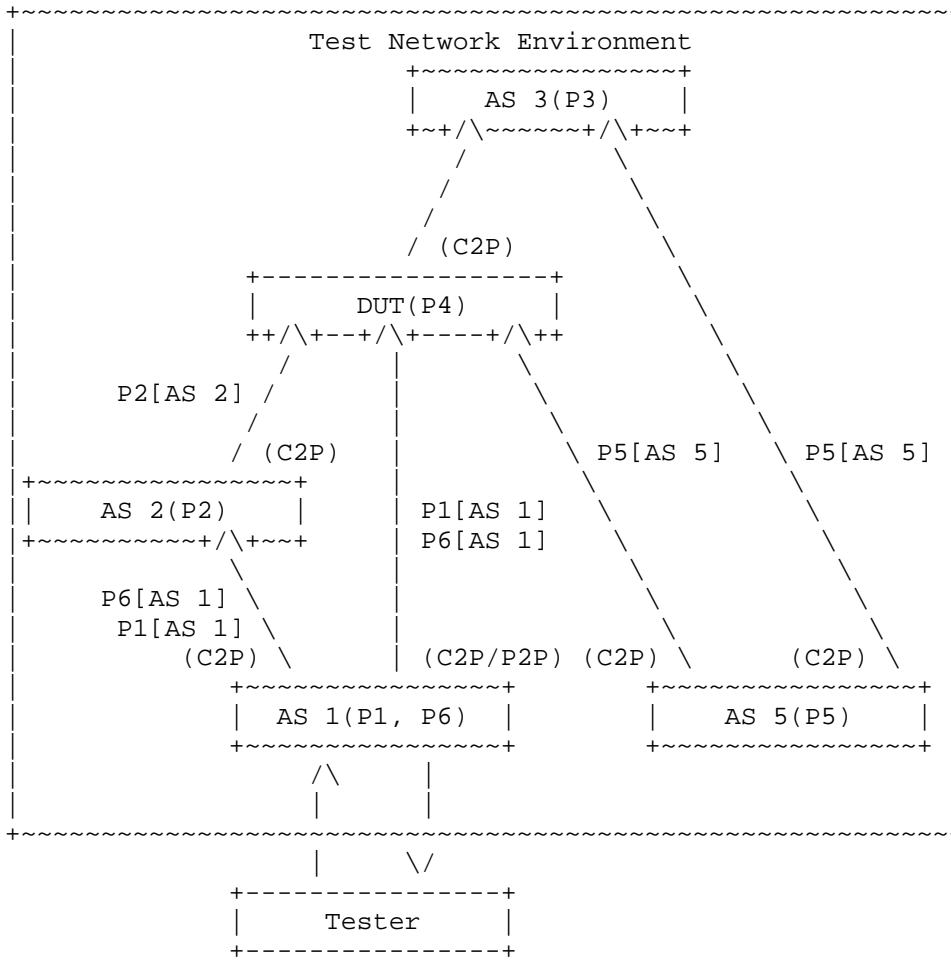 Test Network Environment
AS 3(P3)
(C2P)
DUT(P4)
P2[AS 2]
(C2P) P5[AS 5] P5[AS 5]
AS 2(P2) P1[AS 1]
P6[AS 1]
P6[AS 1]
P1[AS 1]
(C2P) (C2P/P2P) (C2P) (C2P)
AS 1(P1, P6) AS 5(P5)
Tester